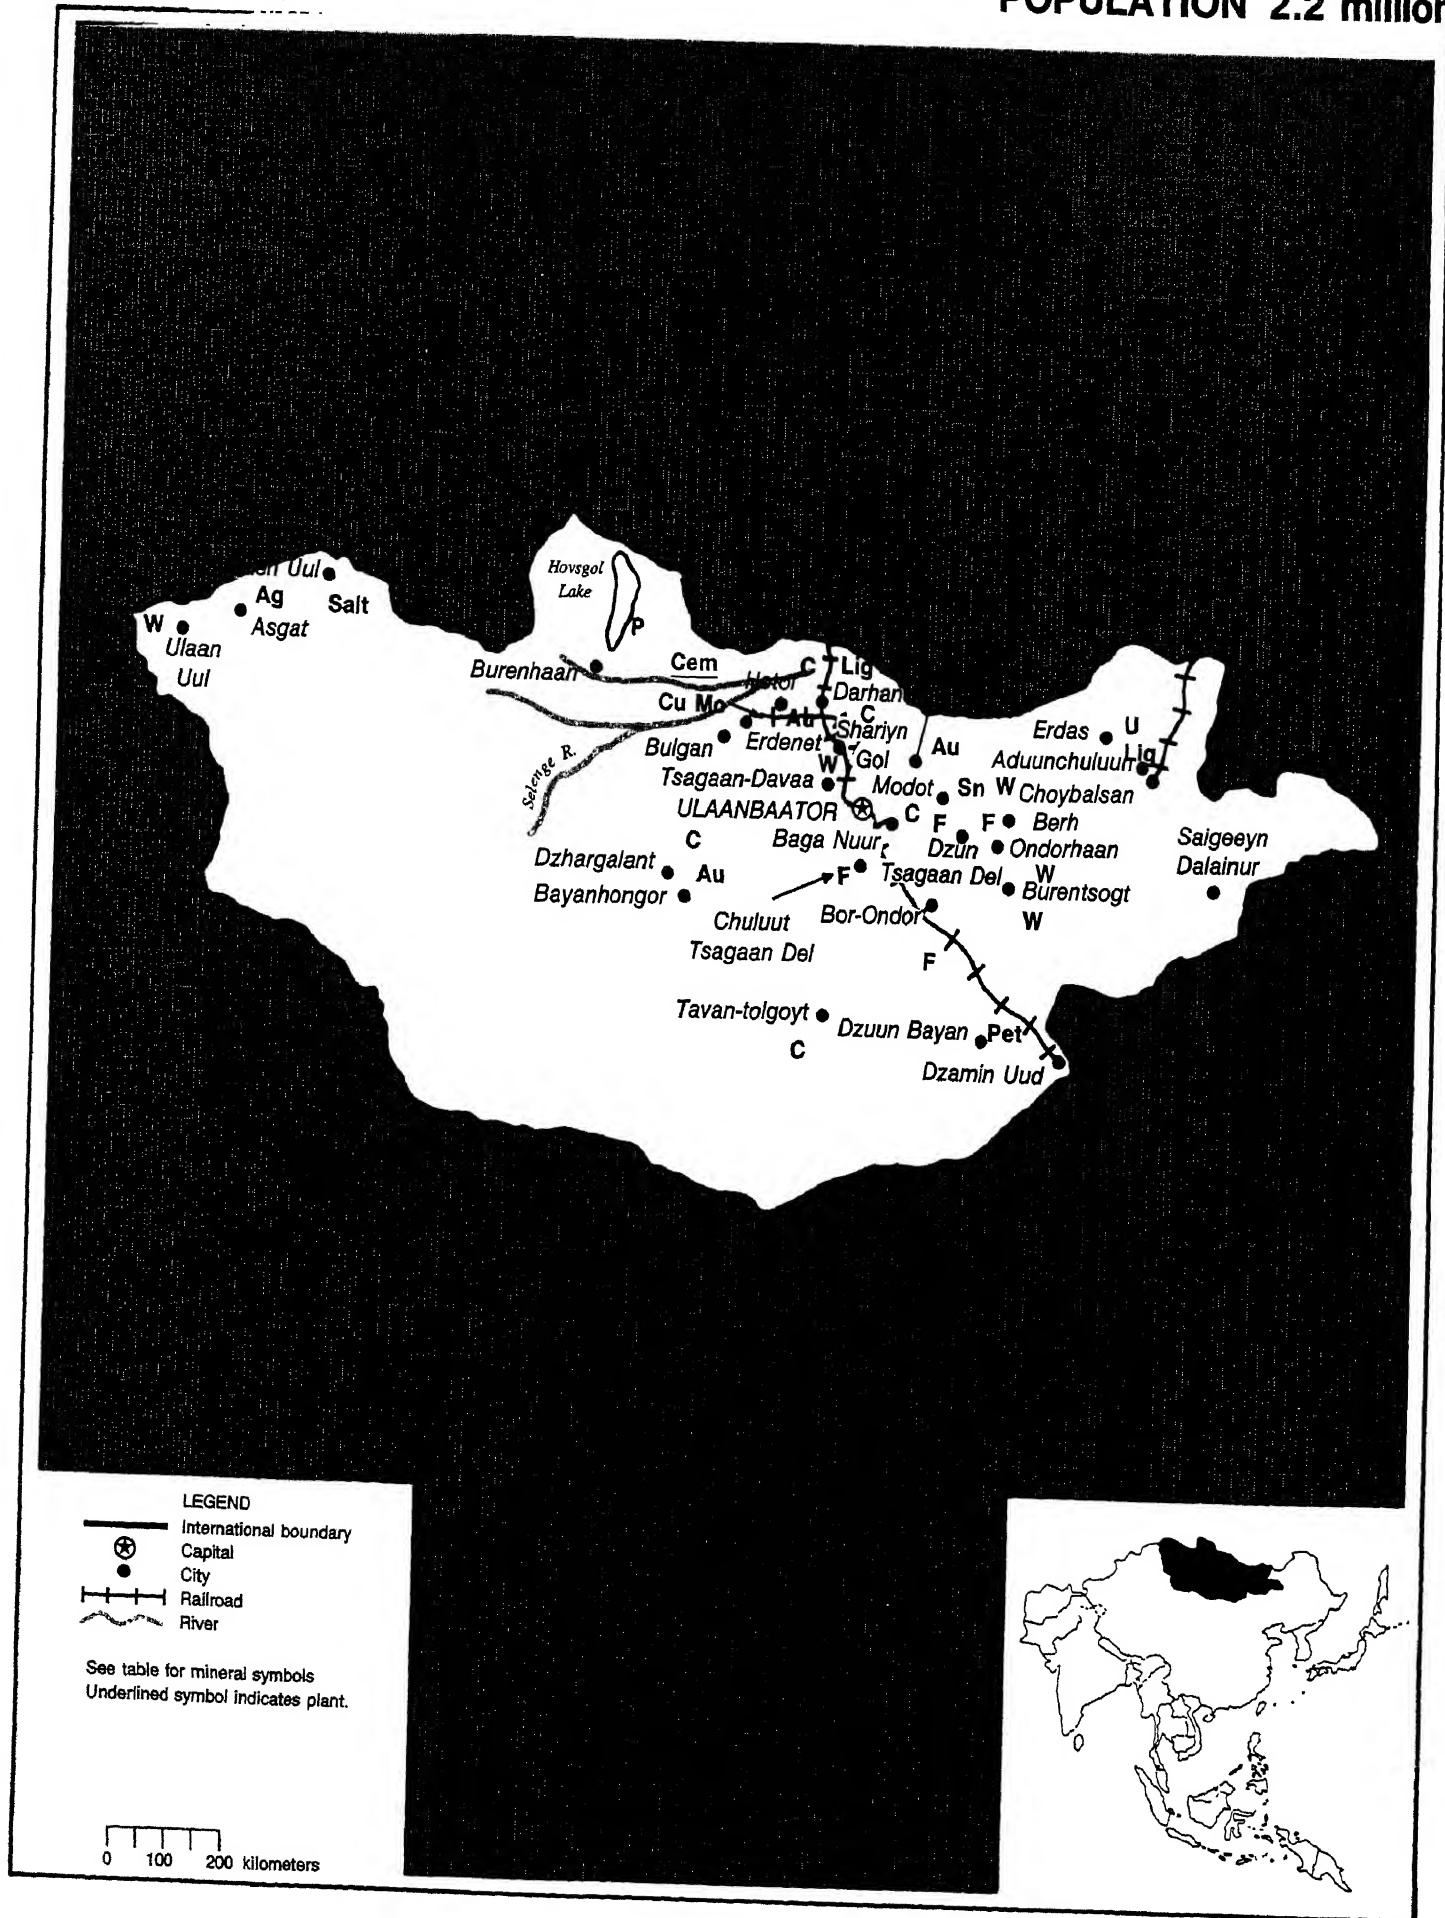 POPULATION 2.2 million
Uul
Ag
Salt
Asgat
W
Ulaan
Uul
Hovsgol
Lake
P
Burenhaan
Cem
C
Lig
Hotol
Darhan
Cu Mo
Au
C
Shariyn
Gol
Erdenet
Bulgan
Selenge R.
W
Tsagaan-Davaa
Au
Erdas
U
Aduunchuluun
Lig
Modot
Sn
W
Choybalsan
ULAANBAATOR
C
F
F
Berh
Baga Nuur
Dzun
Ondorhaan
Tsagaan Del
W
Burentsogt
W
Saigeeyn
Dalainur
C
Dzhargalant
Au
Bayanhongor
F
Chuluut
Tsagaan Del
Bor-Ondor
F
Tavan-tolgoyt
C
Dzuun Bayan
Pet
Dzamin Uud
LEGEND
International boundary
Capital
City
Railroad
River
See table for mineral symbols
Underlined symbol indicates plant.
0 100 200 kilometers